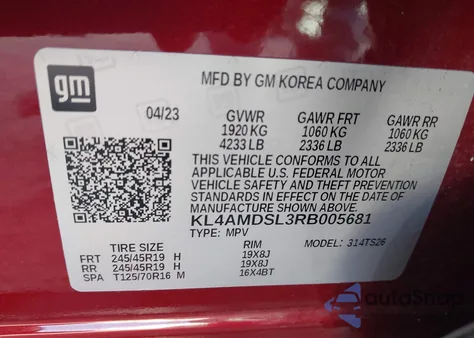 gm
MFD BY GM KOREA COMPANY
04/23 GVWR GAWR FRT GAWR RR
1920 KG 1060 KG 1060 KG
4233 LB 2336 LB 2336 LB
THIS VEHICLE CONFORMS TO ALL
APPLICABLE U.S. FEDERAL MOTOR
VEHICLE SAFETY AND THEFT PREVENTION
STANDARDS IN EFFECT ON THE DATE OF
MANUFACTURE SHOWN ABOVE.
KL4AMDSL3RB005681
TYPE: MPV MODEL: 314TS26
TIRE SIZE RIM
FRT 245/45R19 H 19X8J
RR 245/45R19 H 19X8J
SPA T125/70R16 M 16X4BT
autoSnap